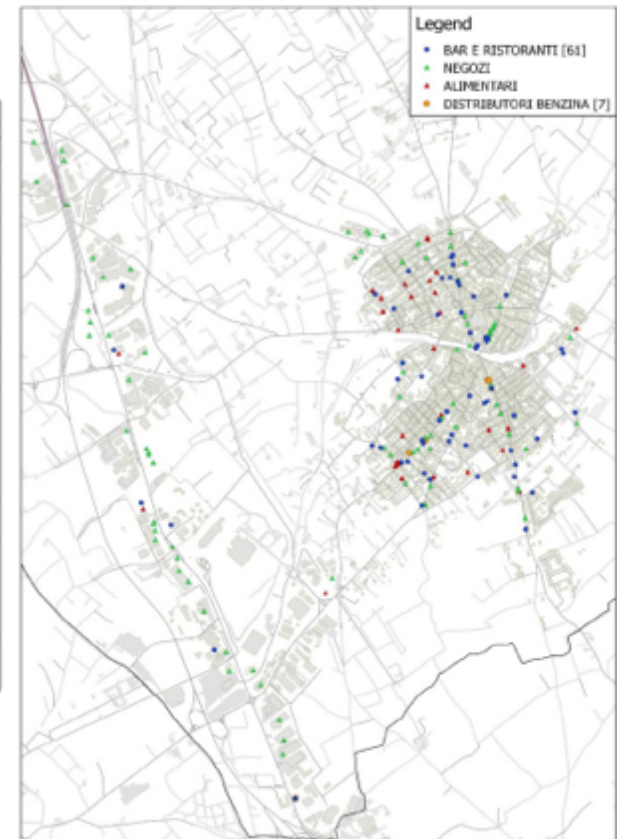 Legend
BAR E RISTORANTI [61]
NEGOZI
ALIMENTARI
DISTRIBUTORI BENZINA [7]